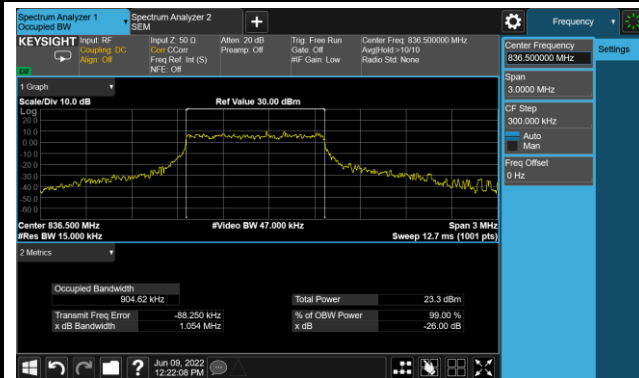 Spectrum Analyzer 1
Occupied BW
Spectrum Analyzer 2
SEM
Frequency
KEYSIGHT
Input: RF
Coupling: DC
Align: Off
Input Z: 50 Ω
Corr CCorr
Freq Ref: Int (S)
NFE: Off
Atten: 20 dB
Preamp: Off
Trig: Free Run
Gate: Off
#IF Gain: Low
Center Freq: 836.500000 MHz
Avg|Hold:>10/10
Radio Std: None
Center Frequency
836.500000 MHz
Settings
Span
3.0000 MHz
CF Step
300.000 kHz
Auto
Man
Freq Offset
0 Hz
1 Graph
Scale/Div 10.0 dB
Ref Value 30.00 dBm
Log
20.0
10.0
0.00
-10.0
-20.0
-30.0
-40.0
-50.0
-60.0
Center 836.500 MHz
#Res BW 15.000 kHz
#Video BW 47.000 kHz
Span 3 MHz
Sweep 12.7 ms (1001 pts)
2 Metrics
Occupied Bandwidth
904.62 kHz
Total Power
23.3 dBm
Transmit Freq Error
-88.250 kHz
% of OBW Power
99.00 %
x dB Bandwidth
1.054 MHz
x dB
-26.00 dB
?
Jun 09, 2022
12:22:08 PM